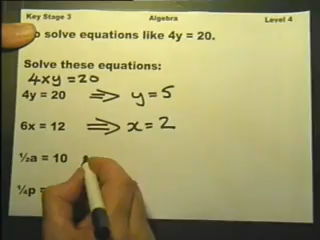 Key Stage 3 Algebra Level 4
o solve equations like 4y = 20.
Solve these equations:
4xy = 20
4y = 20 ⇒ y = 5
6x = 12 ⇒ x = 2
½a = 10
¼p =